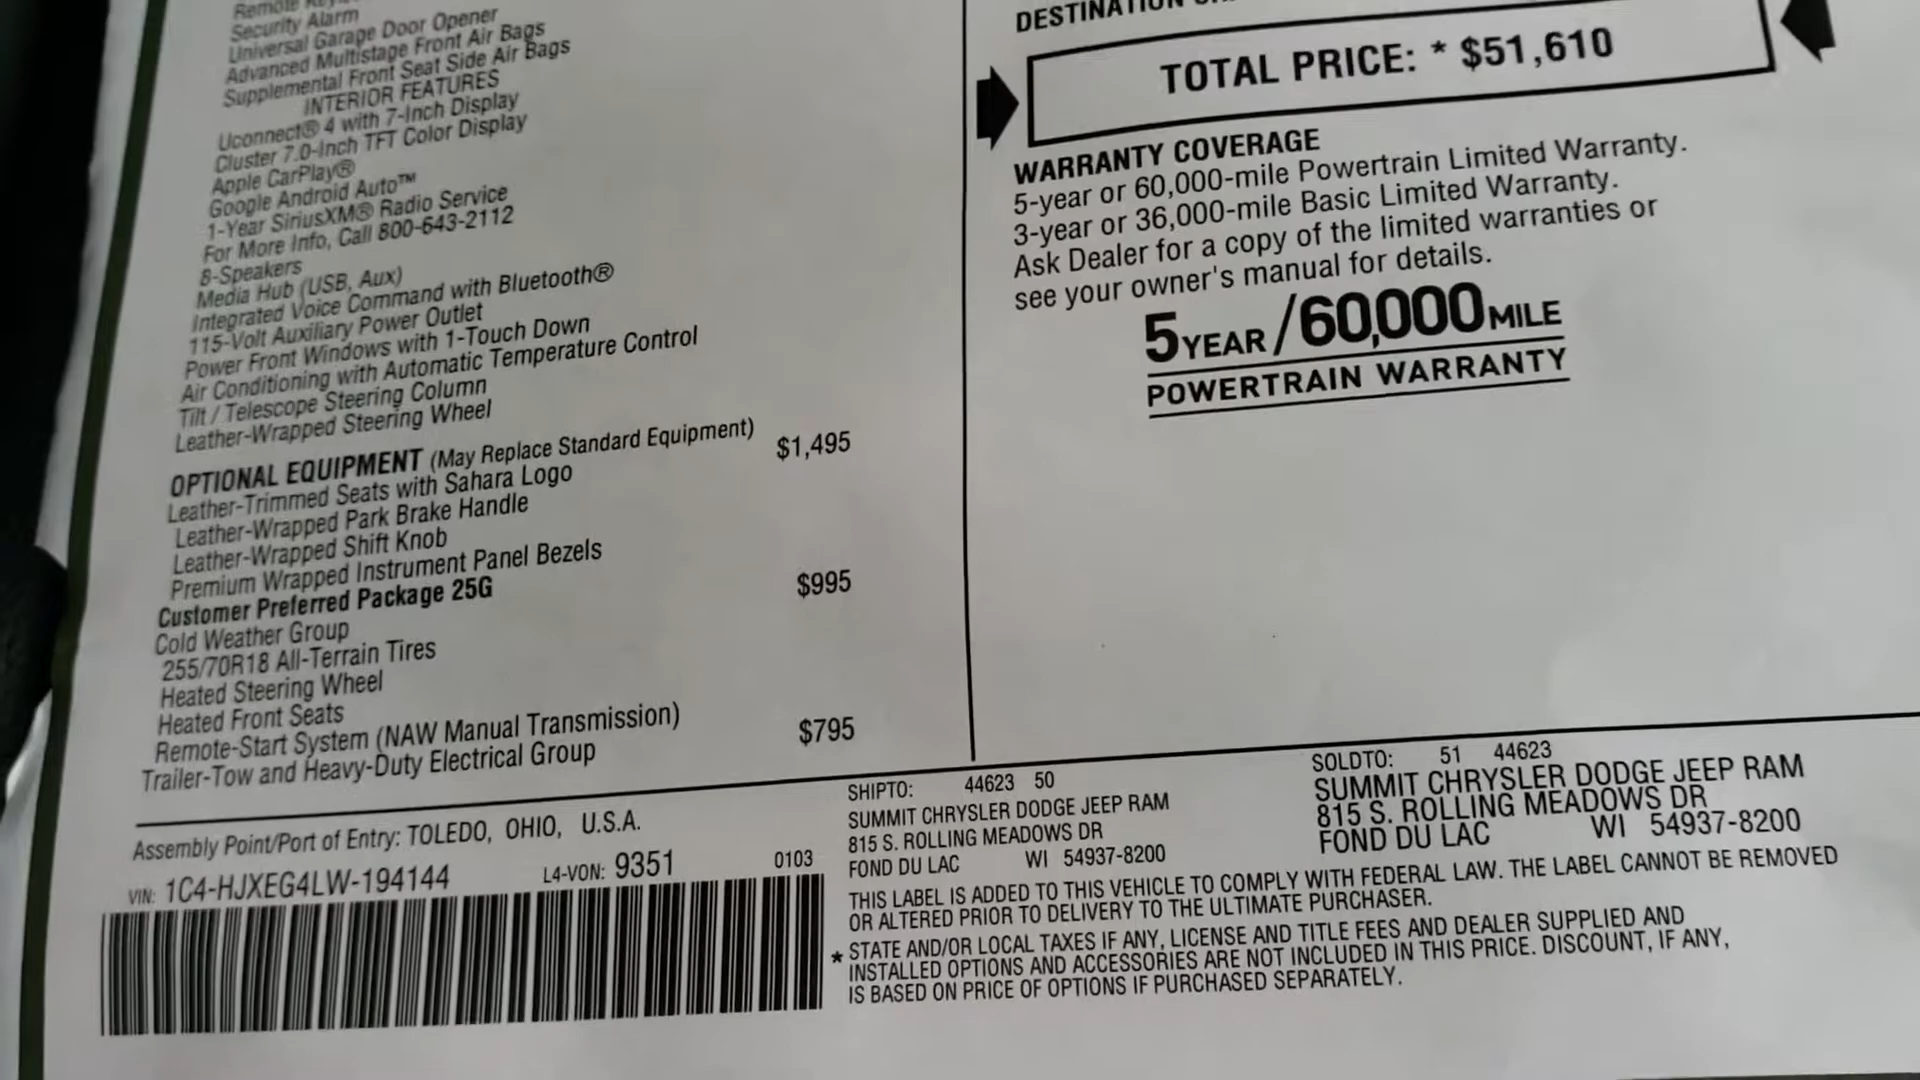 Remote
Security Alarm
Universal Garage Door Opener
Advanced Multistage Front Air Bags
Supplemental Front Seat Side Air Bags
INTERIOR FEATURES
Uconnect® 4 with 7-Inch Display
Cluster 7.0-Inch TFT Color Display
Apple CarPlay®
Google Android Auto™
1-Year SiriusXM® Radio Service
For More Info, Call 800-643-2112
8-Speakers
Media Hub (USB, Aux)
Integrated Voice Command with Bluetooth®
115-Volt Auxiliary Power Outlet
Power Front Windows with 1-Touch Down
Air Conditioning with Automatic Temperature Control
Tilt / Telescope Steering Column
Leather-Wrapped Steering Wheel
OPTIONAL EQUIPMENT (May Replace Standard Equipment)
Leather-Trimmed Seats with Sahara Logo $1,495
Leather-Wrapped Park Brake Handle
Leather-Wrapped Shift Knob
Premium Wrapped Instrument Panel Bezels
Customer Preferred Package 25G
Cold Weather Group $995
255/70R18 All-Terrain Tires
Heated Steering Wheel
Heated Front Seats
Remote-Start System (NAW Manual Transmission)
Trailer-Tow and Heavy-Duty Electrical Group $795
DESTINATION
TOTAL PRICE: * $51,610
WARRANTY COVERAGE
5-year or 60,000-mile Powertrain Limited Warranty.
3-year or 36,000-mile Basic Limited Warranty.
Ask Dealer for a copy of the limited warranties or
see your owner's manual for details.
5 YEAR/60,000 MILE
POWERTRAIN WARRANTY
Assembly Point/Port of Entry: TOLEDO, OHIO, U.S.A.
VIN: 1C4-HJXEG4LW-194144 L4-VON: 9351 0103
SHIPTO: 44623 50
SUMMIT CHRYSLER DODGE JEEP RAM
815 S. ROLLING MEADOWS DR
FOND DU LAC WI 54937-8200
SOLDTO: 51 44623
SUMMIT CHRYSLER DODGE JEEP RAM
815 S. ROLLING MEADOWS DR
FOND DU LAC WI 54937-8200
THIS LABEL IS ADDED TO THIS VEHICLE TO COMPLY WITH FEDERAL LAW. THE LABEL CANNOT BE REMOVED
OR ALTERED PRIOR TO DELIVERY TO THE ULTIMATE PURCHASER.
* STATE AND/OR LOCAL TAXES IF ANY, LICENSE AND TITLE FEES AND DEALER SUPPLIED AND
INSTALLED OPTIONS AND ACCESSORIES ARE NOT INCLUDED IN THIS PRICE. DISCOUNT, IF ANY,
IS BASED ON PRICE OF OPTIONS IF PURCHASED SEPARATELY.